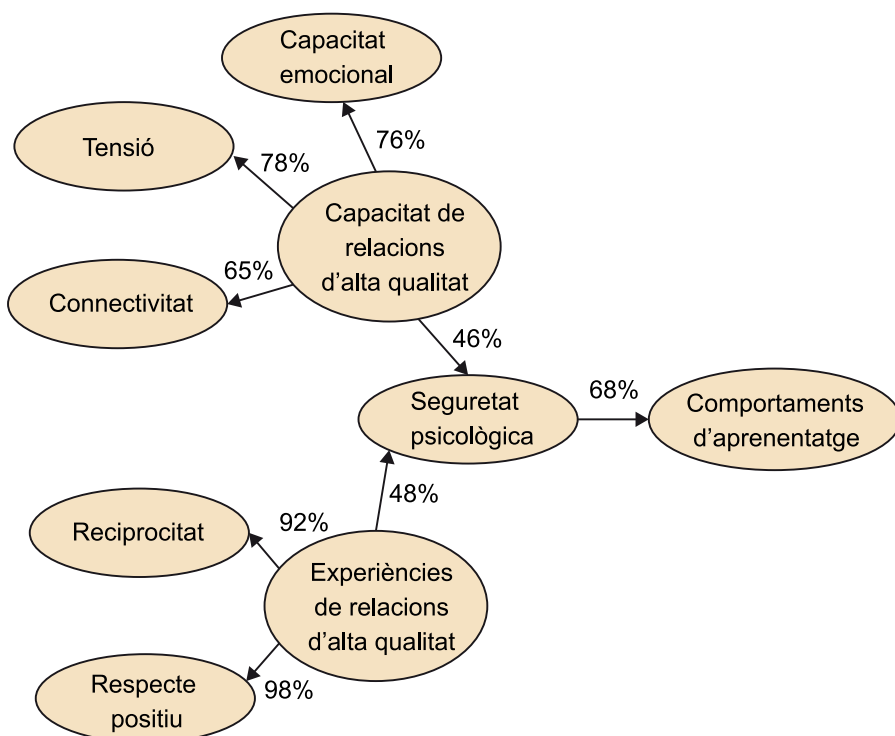 Capacitat
emocional
Tensió
76%
78%
Capacitat de
relacions
d’alta qualitat
65%
Connectivitat
46%
Seguretat
psicològica
68%
Comportaments
d’aprenentatge
48%
Reciprocitat
92%
Experiències
de relacions
d’alta qualitat
98%
Respecte
positiu